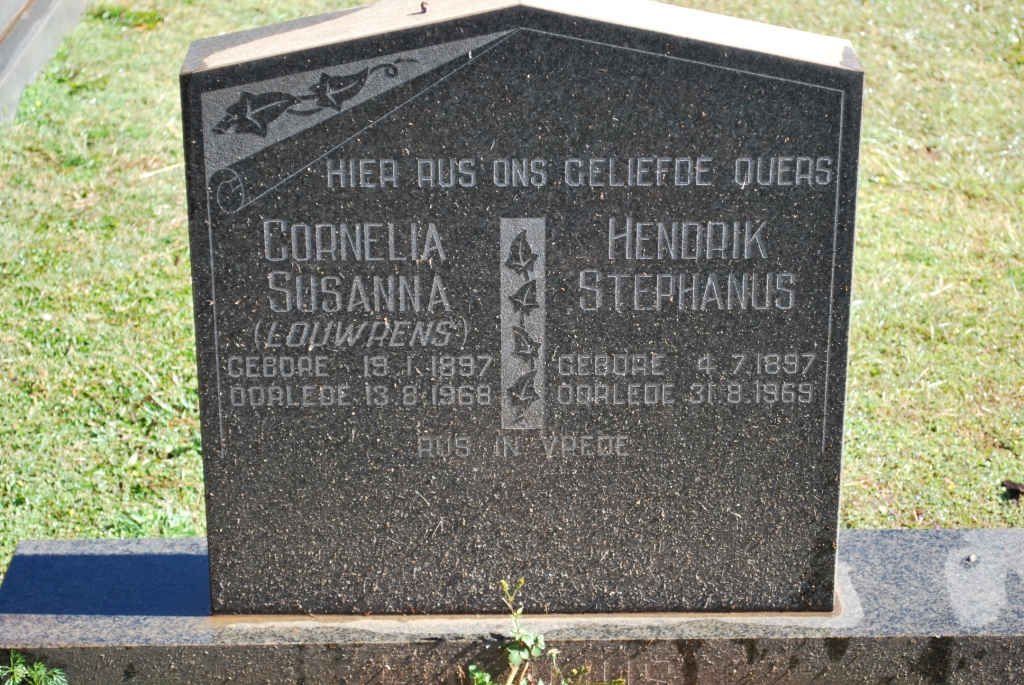 HIER RUS ONS GELIEFDE OUERS
CORNELIA
SUSANNA
(LOUWRENS)
GEBORE 19.1.1897
OORLEDE 13.8.1968
HENDRIK
STEPHANUS
GEBORE 4.7.1897
OORLEDE 31.8.1969
RUS IN VREDE